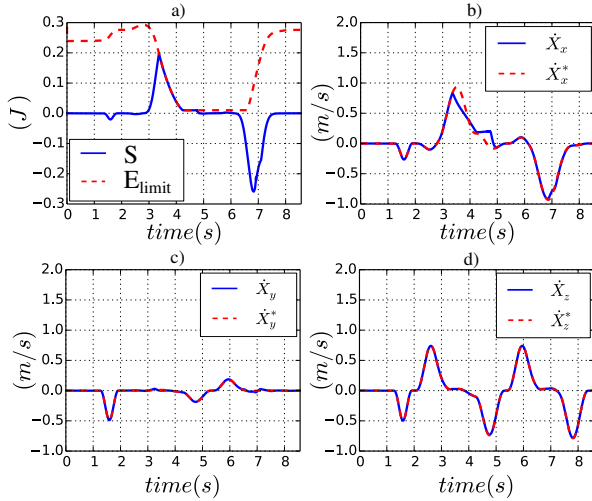 a)
0.3
0.2
0.1
0.0
−0.1
−0.2
−0.3
(J)
S
E_limit
0 1 2 3 4 5 6 7 8
time(s)
b)
2.0
1.5
1.0
0.5
0.0
−0.5
−1.0
(m/s)
Ẋ_x
Ẋ_x^*
0 1 2 3 4 5 6 7 8
time(s)
c)
2.0
1.5
1.0
0.5
0.0
−0.5
−1.0
(m/s)
Ẋ_y
Ẋ_y^*
0 1 2 3 4 5 6 7 8
time(s)
d)
2.0
1.5
1.0
0.5
0.0
−0.5
−1.0
(m/s)
Ẋ_z
Ẋ_z^*
0 1 2 3 4 5 6 7 8
time(s)